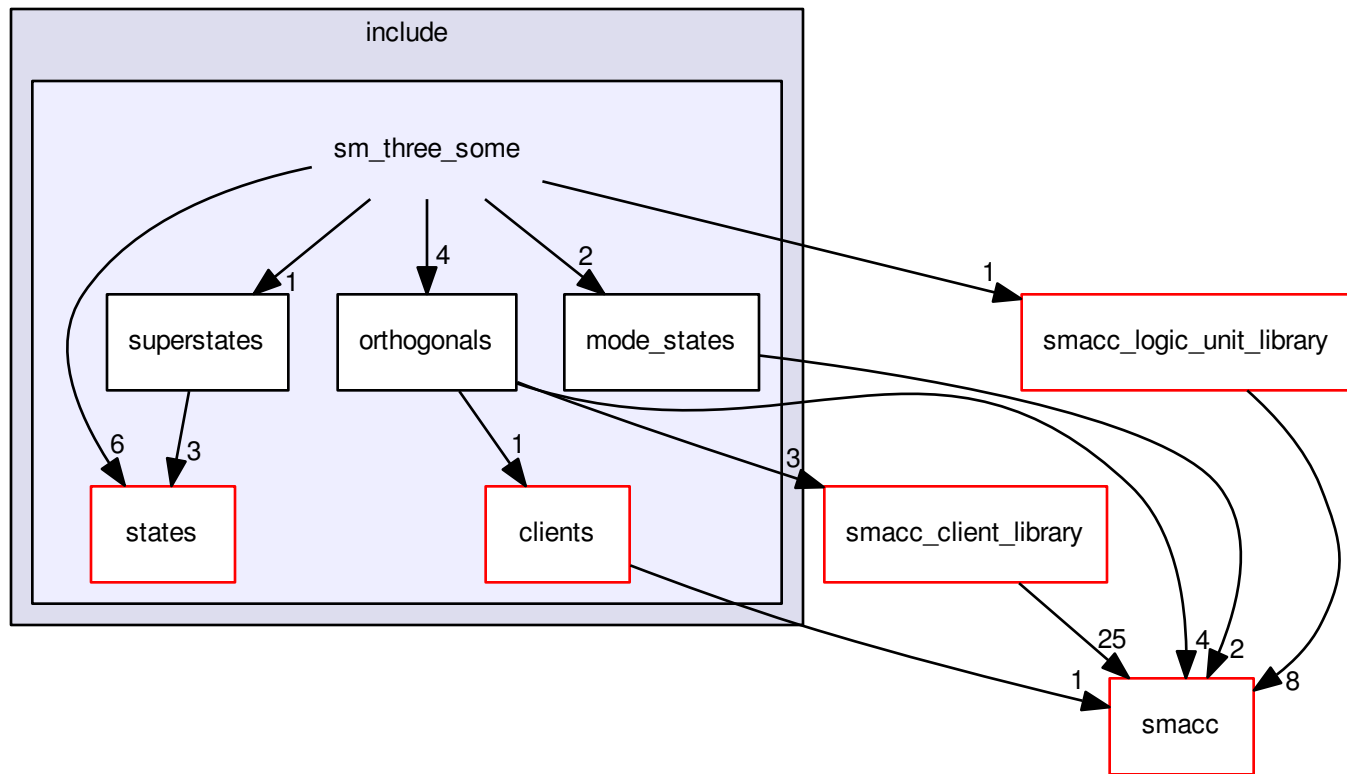 include
sm_three_some
1
4
2
1
superstates
orthogonals
mode_states
smacc_logic_unit_library
6
3
1
3
states
clients
smacc_client_library
25
4
2
1
8
smacc